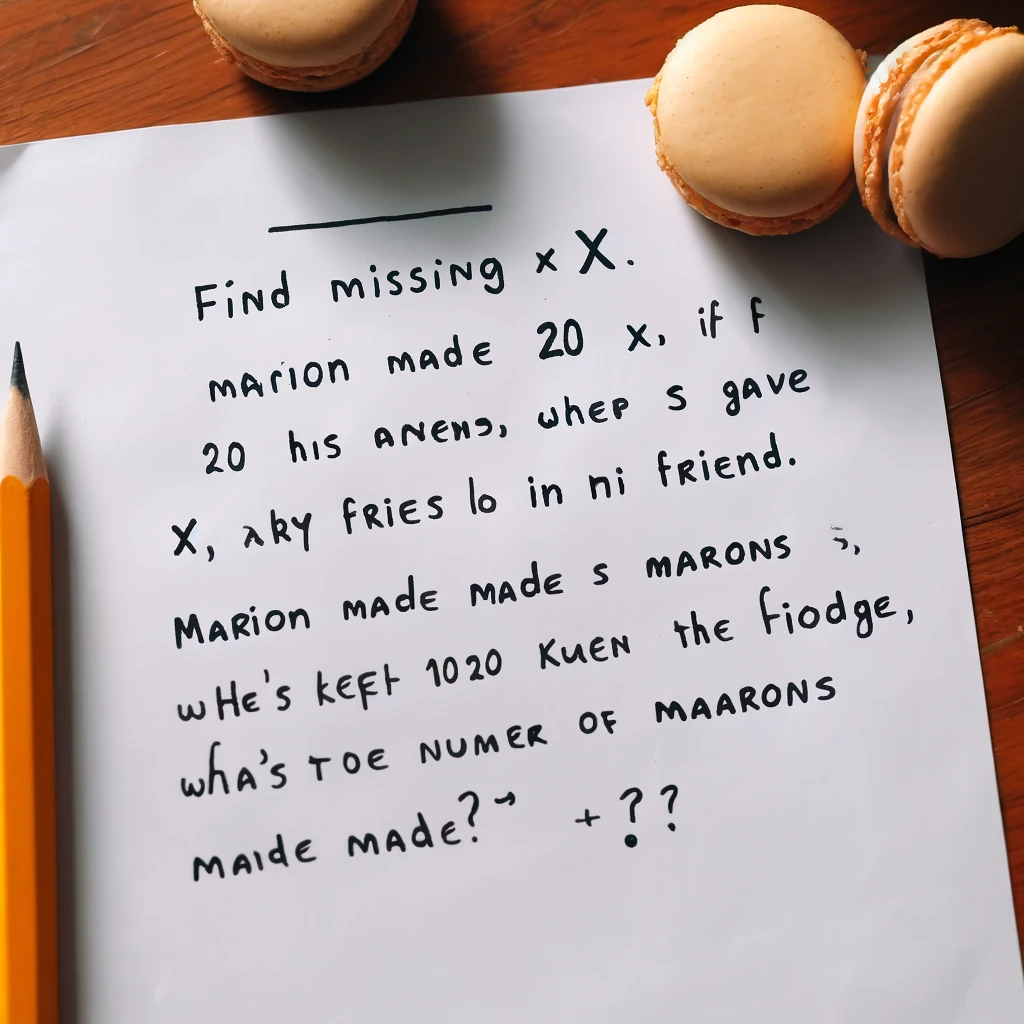 Find missing x X.
Marion made 20 x, if f
20 his anens, wher s gave
X, aky fries lo in ni friend.
Marion made made s marons
wHe's keft 1020 kuen the fiodge,
wha's toe numer of maarons
maide made? + ??